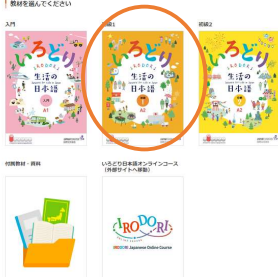 教材を選んでください
入門
初級1
初級2
いろどり
IRODORI
生活の
日本語
入門
A1
いろどり
IRODORI
生活の
日本語
A2
いろどり
IRODORI
生活の
日本語
A2
付属教材・資料
いろどり日本語オンラインコース
(外部サイトへ移動)
IRODORI
IRODORI Japanese Online Course